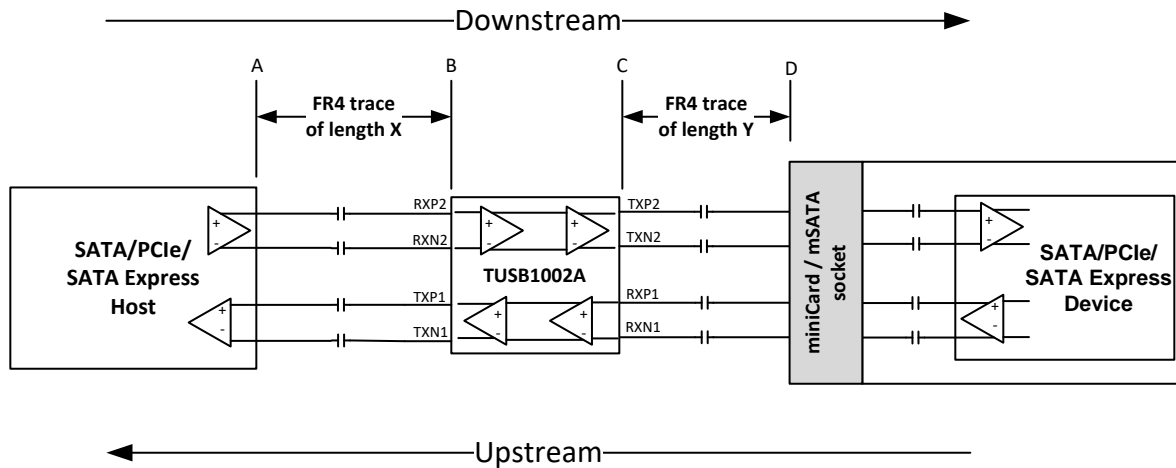 Downstream
A
B
C
D
FR4 trace
of length X
FR4 trace
of length Y
SATA/PCIe/
SATA Express
Host
+
-
+
-
RXP2
RXN2
TXP1
TXN1
+
-
+
-
TUSB1002A
+
-
+
-
TXP2
TXN2
RXP1
RXN1
miniCard / mSATA
socket
+
-
+
-
SATA/PCIe/
SATA Express
Device
Upstream